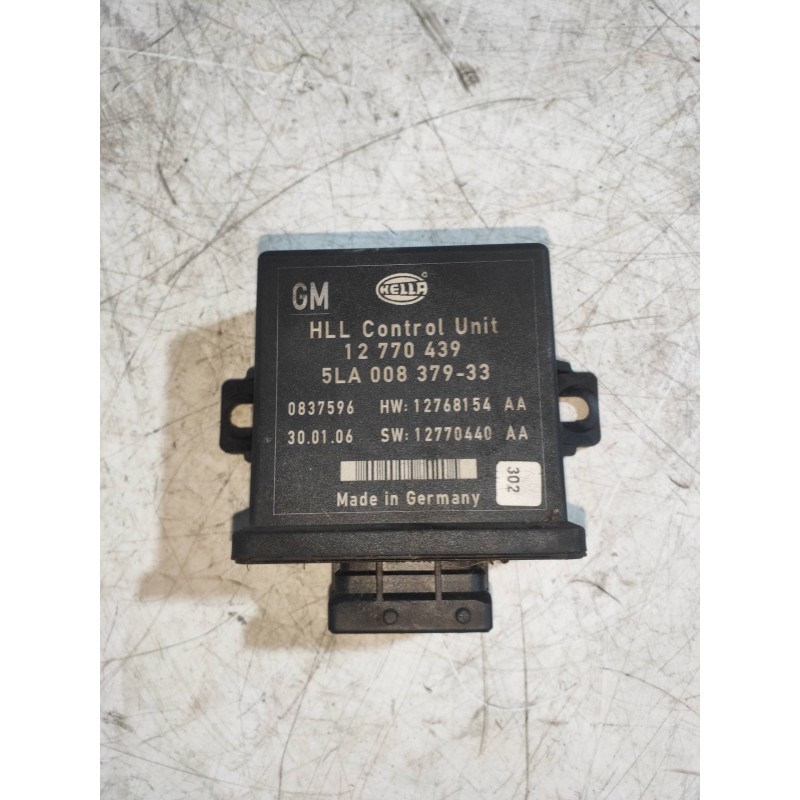 GM
HELLA ©
HLL Control Unit
12 770 439
5LA 008 379-33
0837596 HW: 12768154 AA
30.01.06 SW: 12770440 AA
302
Made in Germany